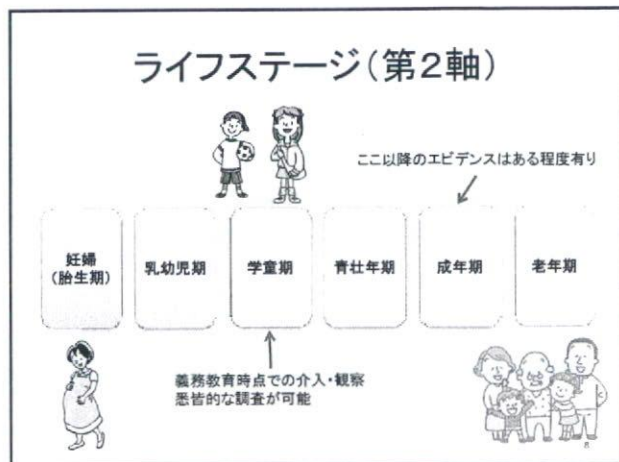 ライフステージ(第2軸)
ここ以降のエビデンスはある程度有り
妊婦
(胎生期)
乳幼児期
学童期
青壮年期
成年期
老年期
義務教育時点での介入・観察
悉皆的な調査が可能
8